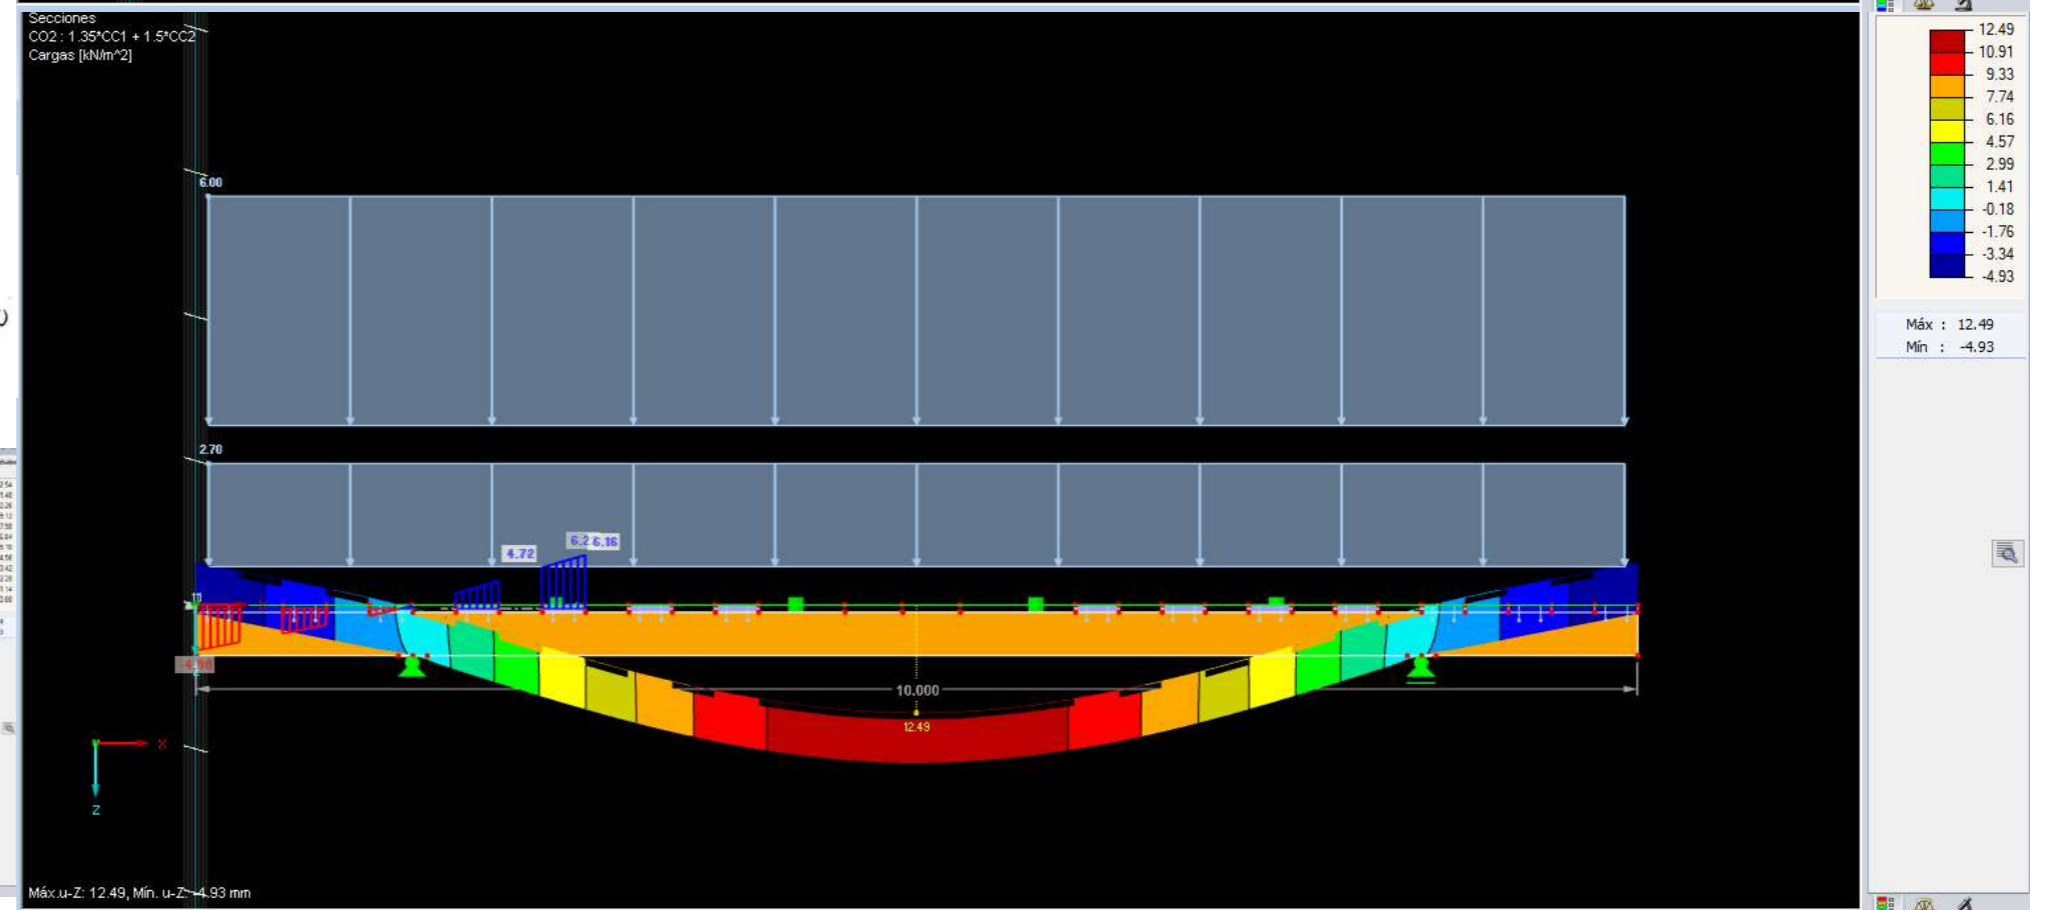 Secciones
CO2 : 1.35*CC1 + 1.5*CC2
Cargas [kN/m^2]
6.00
2.70
4.72
6.16
-4.90
10.000
12.49
X
Z
Máx.u-Z: 12.49, Mín. u-Z: -4.93 mm
12.49
10.91
9.33
7.74
6.16
4.57
2.99
1.41
-0.18
-1.76
-3.34
-4.93
Máx : 12.49
Mín : -4.93